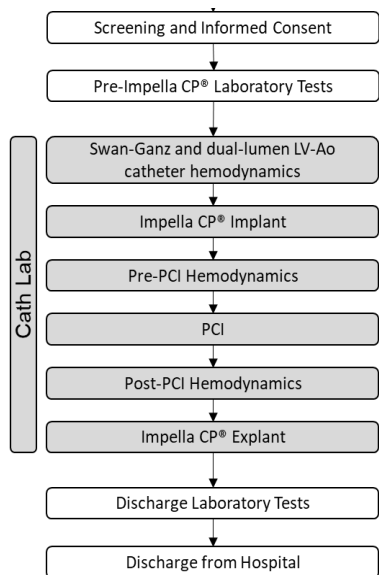 Screening and Informed Consent
Pre-Impella CP® Laboratory Tests
Cath Lab
Swan-Ganz and dual-lumen LV-Ao
catheter hemodynamics
Impella CP® Implant
Pre-PCI Hemodynamics
PCI
Post-PCI Hemodynamics
Impella CP® Explant
Discharge Laboratory Tests
Discharge from Hospital